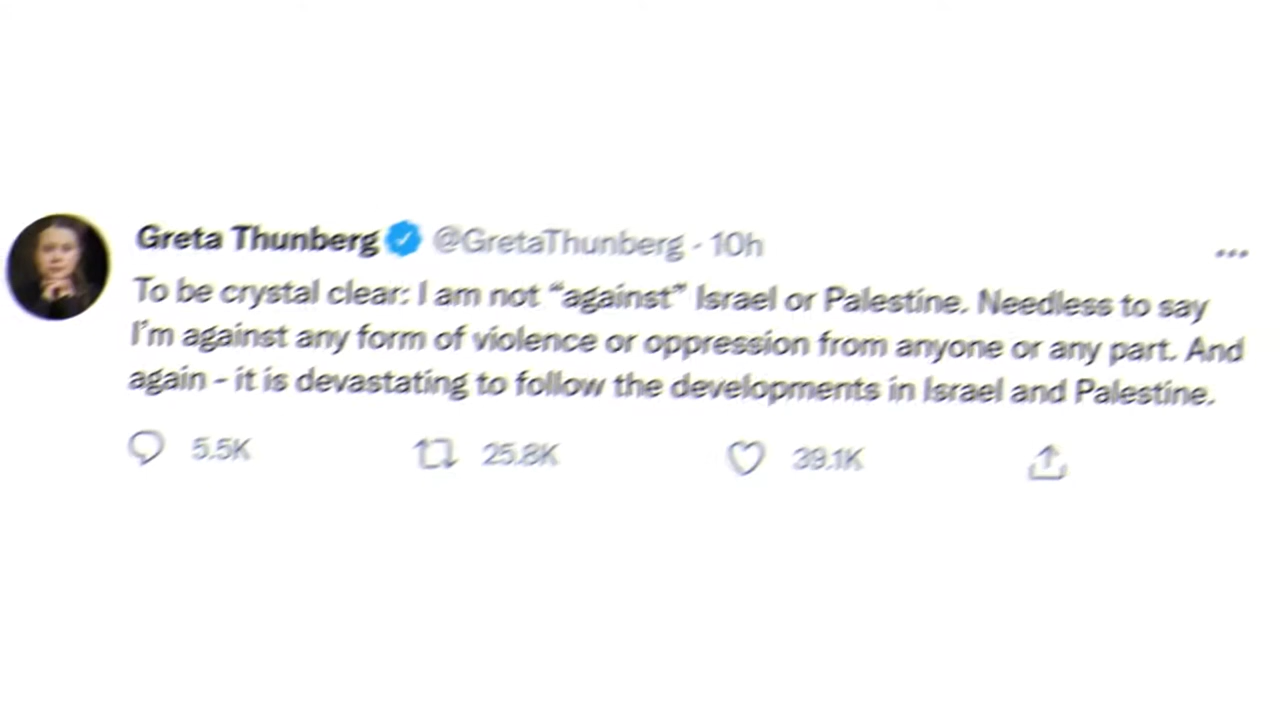 Greta Thunberg @GretaThunberg · 10h
To be crystal clear: I am not “against” Israel or Palestine. Needless to say
I’m against any form of violence or oppression from anyone or any part. And
again - it is devastating to follow the developments in Israel and Palestine.
5.5K 25.8K 39.1K